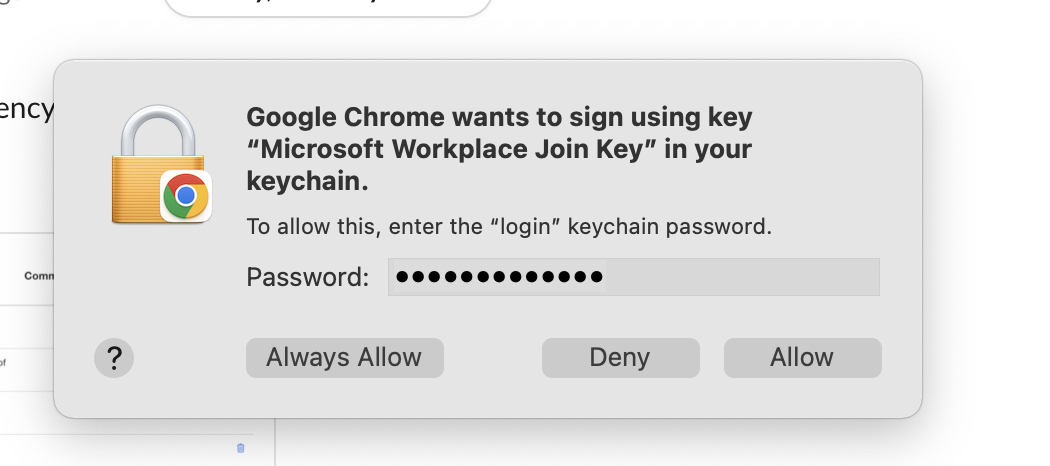 ency
Google Chrome wants to sign using key
“Microsoft Workplace Join Key” in your
keychain.
To allow this, enter the “login” keychain password.
Comm
Password: ●●●●●●●●●●●●●
of
? Always Allow Deny Allow